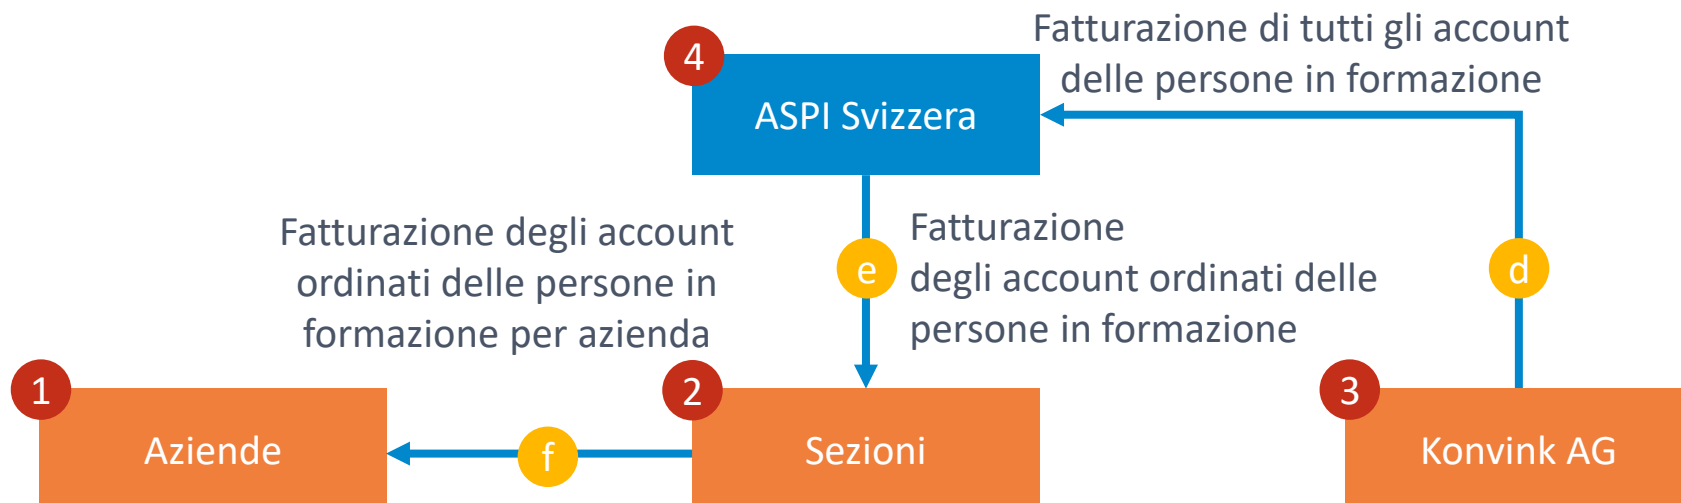 Fatturazione di tutti gli account
delle persone in formazione
4
ASPI Svizzera
Fatturazione degli account
ordinati delle persone in
formazione per azienda
e
Fatturazione
degli account ordinati delle
persone in formazione
d
1
Aziende
f
2
Sezioni
3
Konvink AG